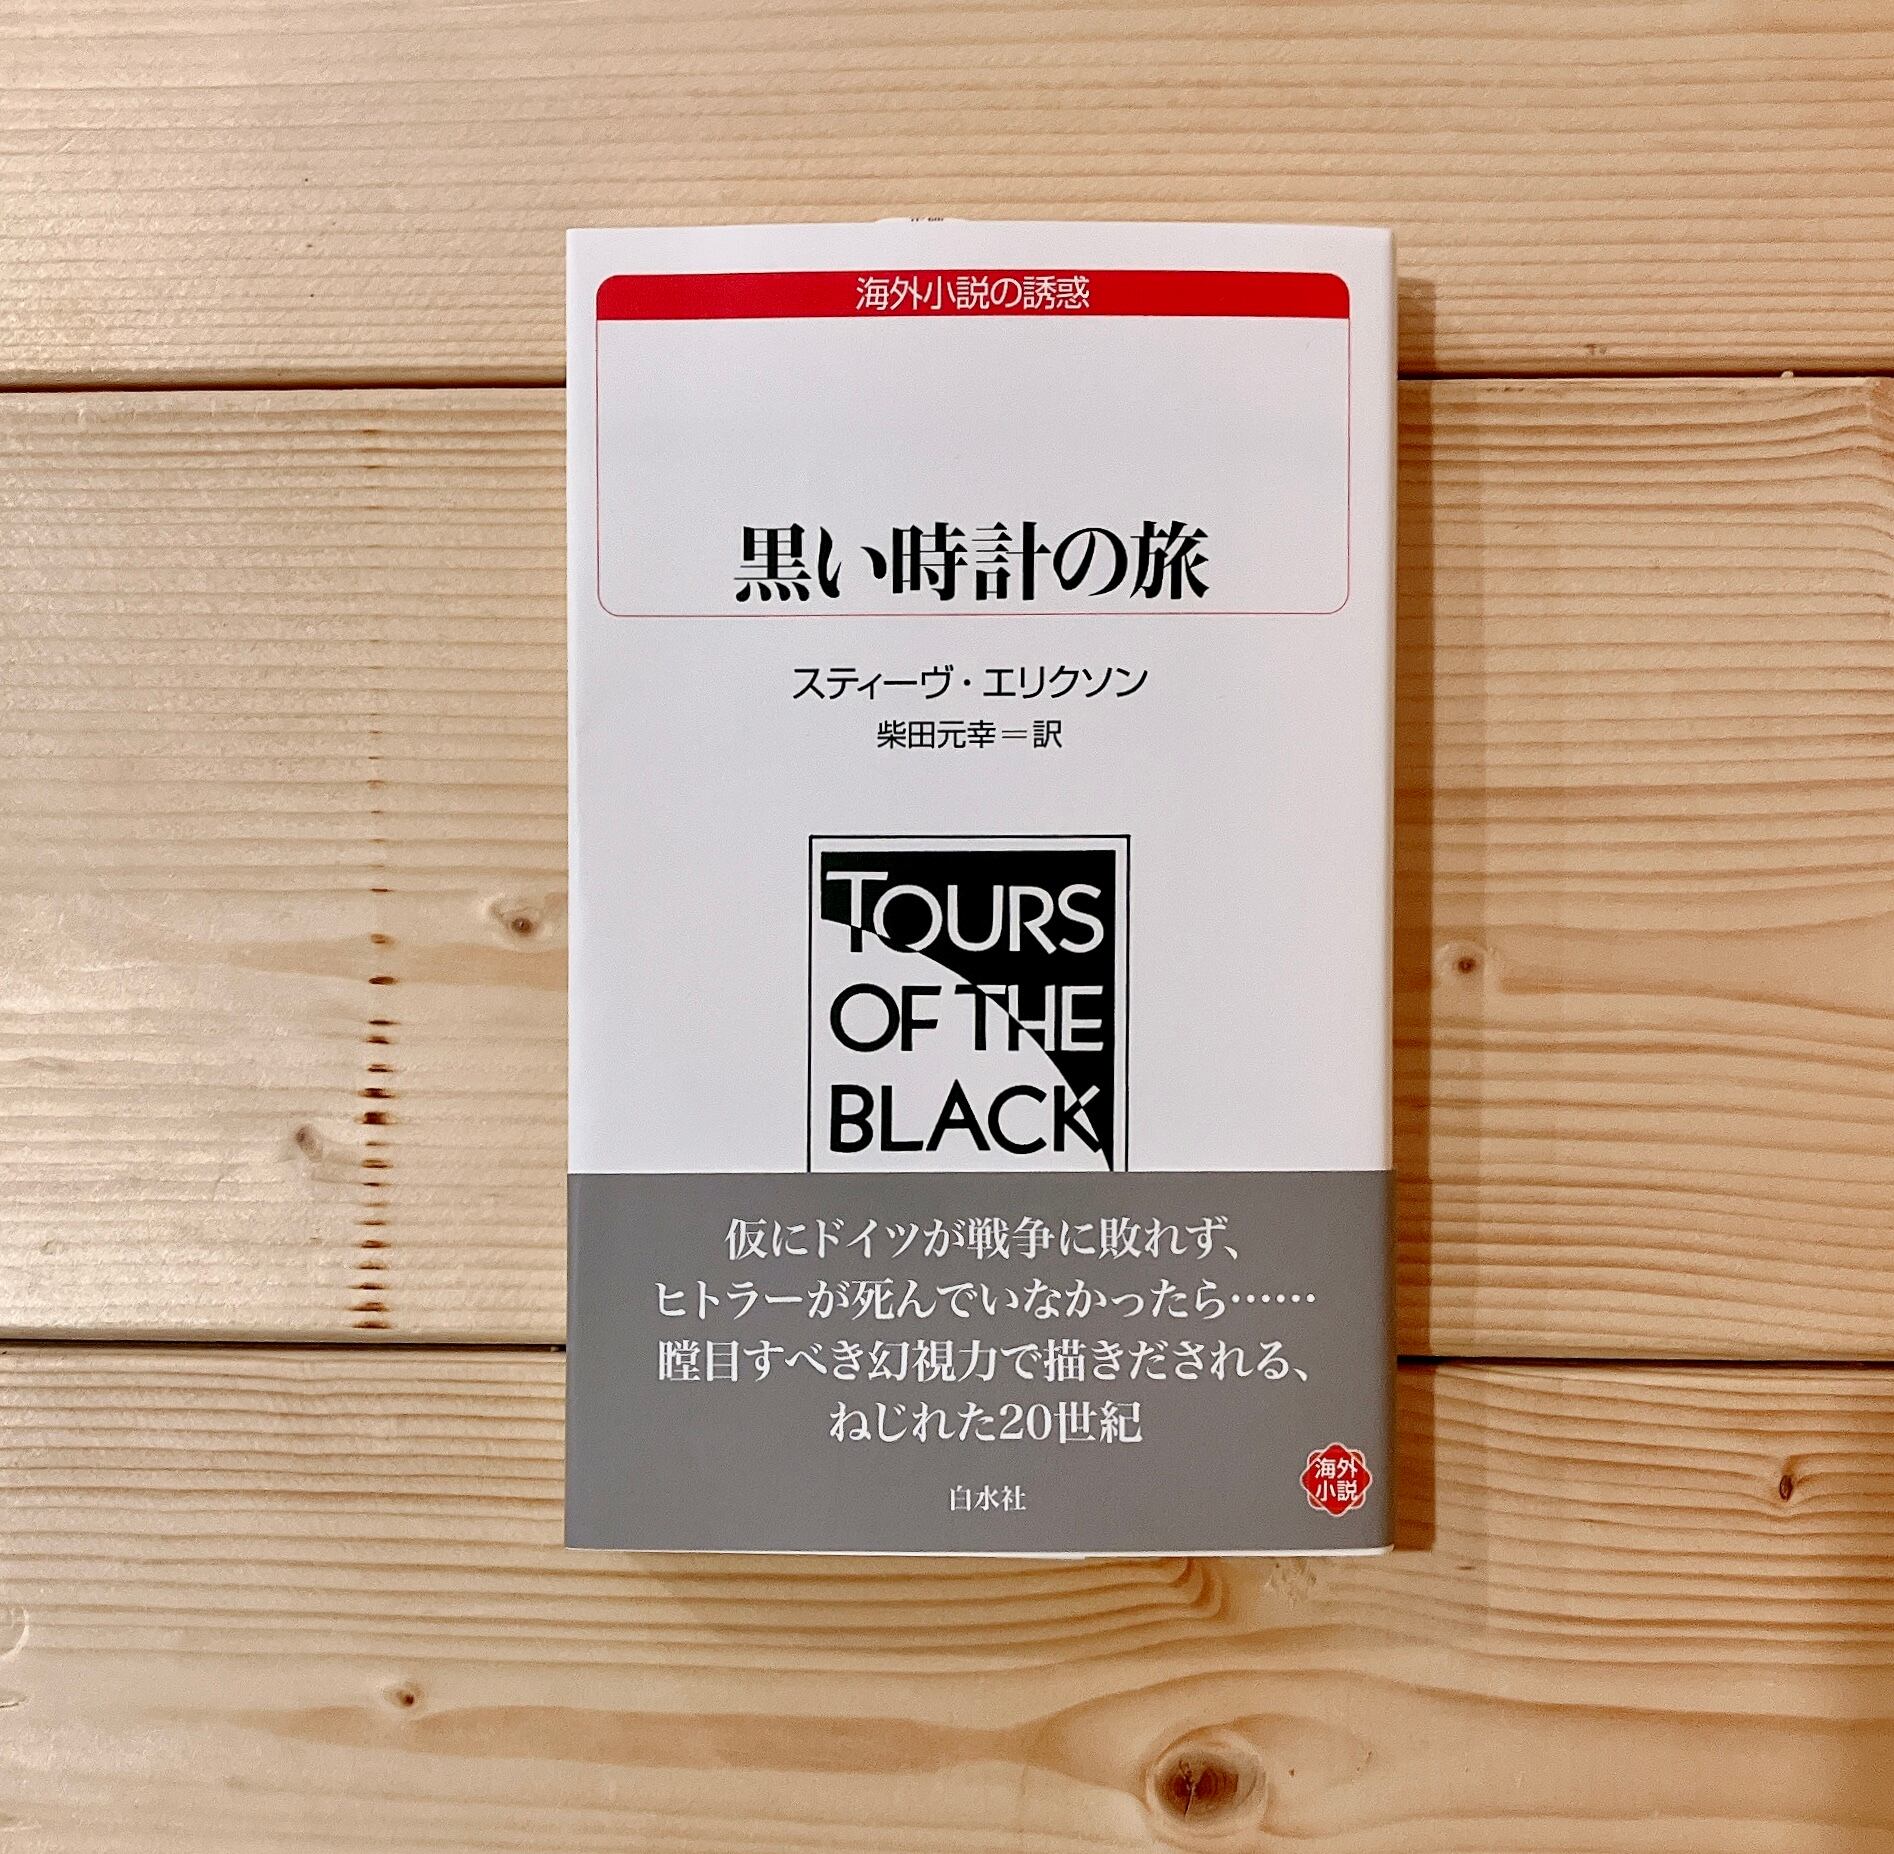 海外小説の誘惑
黒い時計の旅
スティーヴ・エリクソン
柴田元幸＝訳
TOURS
OF THE
BLACK
仮にドイツが戦争に敗れず、
ヒトラーが死んでいなかったら……
瞠目すべき幻視力で描きだされる、
ねじれた20世紀
白水社
海外
小説